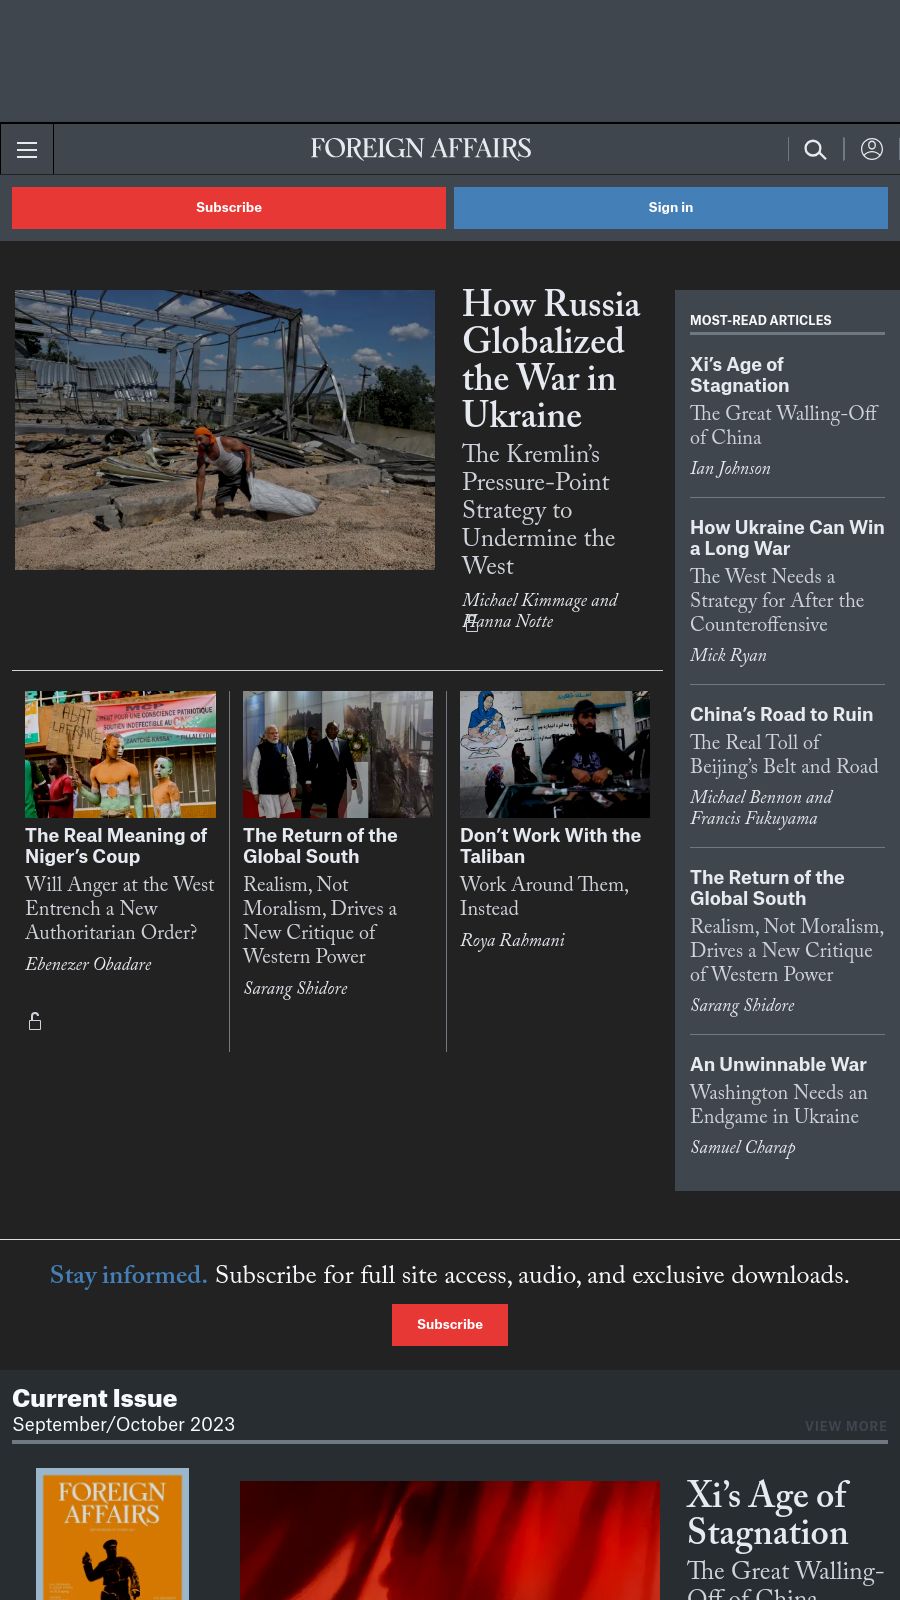 FOREIGN AFFAIRS
Subscribe
Sign in
How Russia
Globalized
the War in
Ukraine
The Kremlin's
Pressure-Point
Strategy to
Undermine the
West
Michael Kimmage and
Hanna Notte
MOST-READ ARTICLES
Xi's Age of
Stagnation
The Great Walling-Off
of China
Ian Johnson
How Ukraine Can Win
a Long War
The West Needs a
Strategy for After the
Counteroffensive
Mick Ryan
China's Road to Ruin
The Real Toll of
Beijing's Belt and Road
Michael Bennon and
Francis Fukuyama
The Return of the
Global South
Realism, Not Moralism,
Drives a New Critique
of Western Power
Sarang Shidore
An Unwinnable War
Washington Needs an
Endgame in Ukraine
Samuel Charap
The Real Meaning of
Niger's Coup
Will Anger at the West
Entrench a New
Authoritarian Order?
Ebenezer Obadare
The Return of the
Global South
Realism, Not
Moralism, Drives a
New Critique of
Western Power
Sarang Shidore
Don't Work With the
Taliban
Work Around Them,
Instead
Roya Rahmani
Stay informed. Subscribe for full site access, audio, and exclusive downloads.
Subscribe
Current Issue
September/October 2023
VIEW MORE
FOREIGN
AFFAIRS
Xi's Age of
Stagnation
The Great Walling-
Off of China